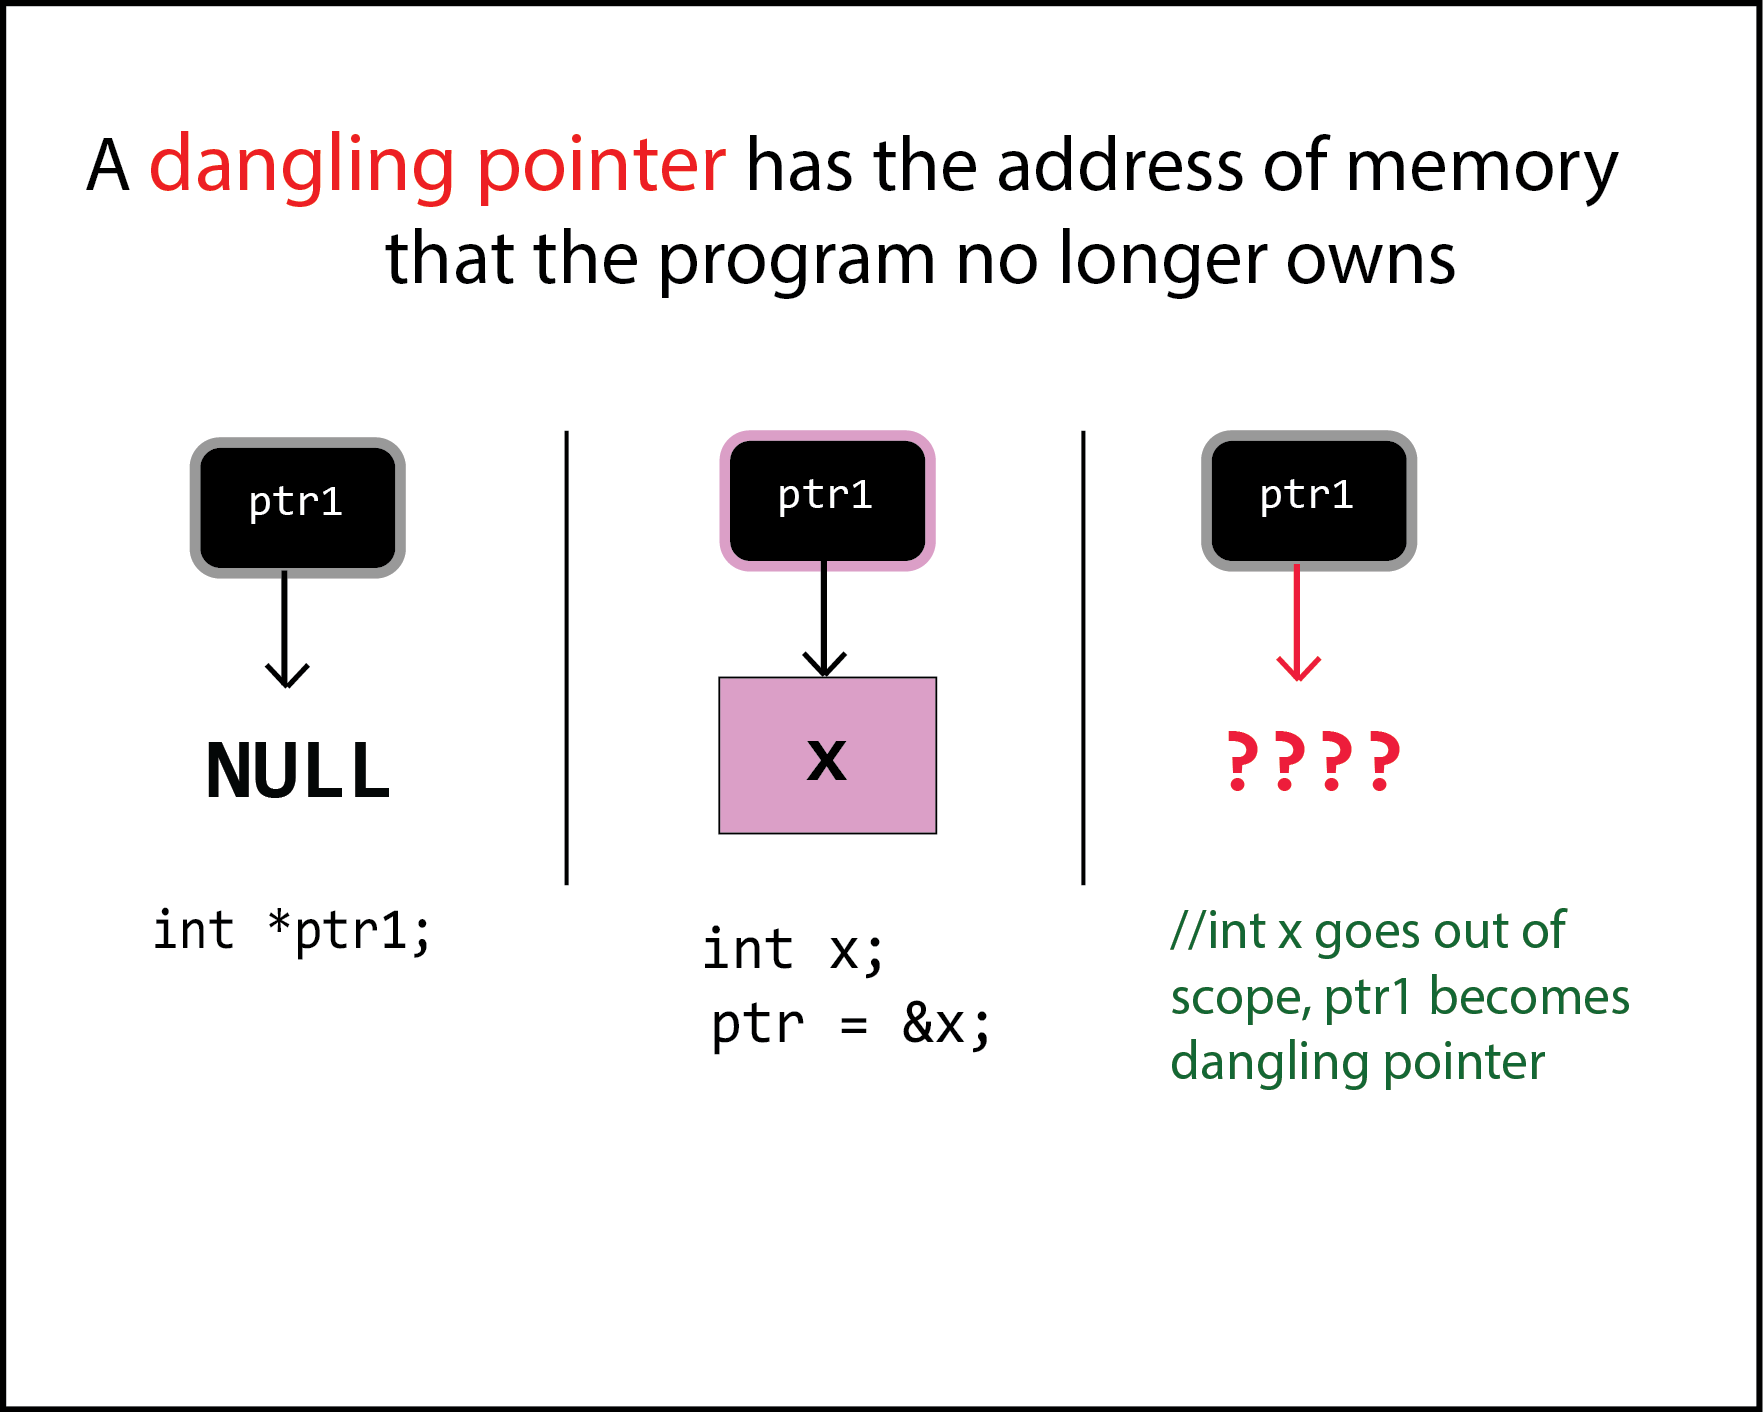 A dangling pointer has the address of memory
that the program no longer owns
ptr1
ptr1
ptr1
NULL
x
????
int *ptr1;
int x;
ptr = &x;
//int x goes out of
scope, ptr1 becomes
dangling pointer